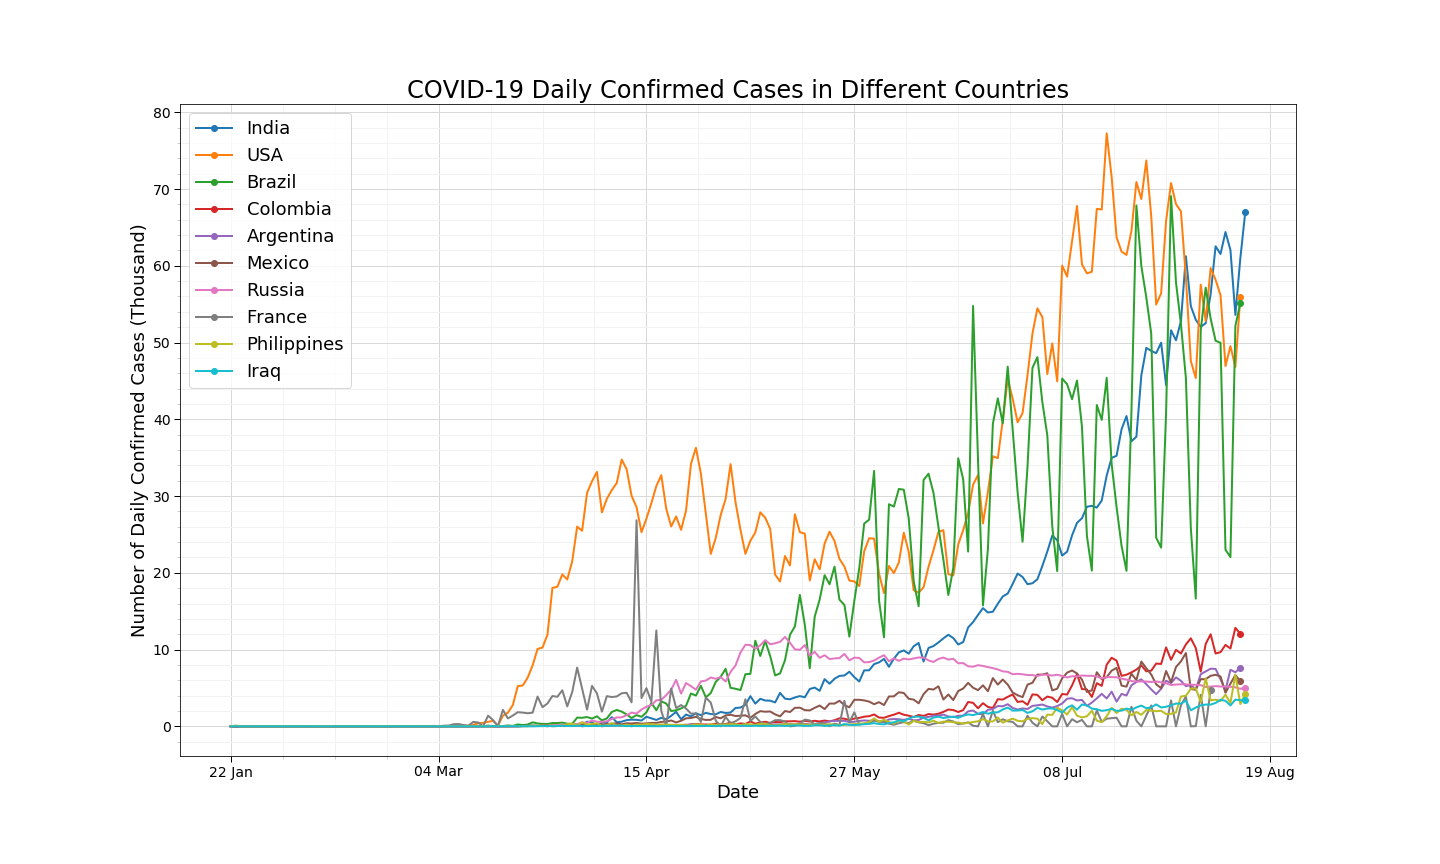 COVID-19 Daily Confirmed Cases in Different Countries
Number of Daily Confirmed Cases (Thousand)
80
70
60
50
40
30
20
10
0
India
USA
Brazil
Colombia
Argentina
Mexico
Russia
France
Philippines
Iraq
22 Jan
04 Mar
15 Apr
27 May
08 Jul
19 Aug
Date